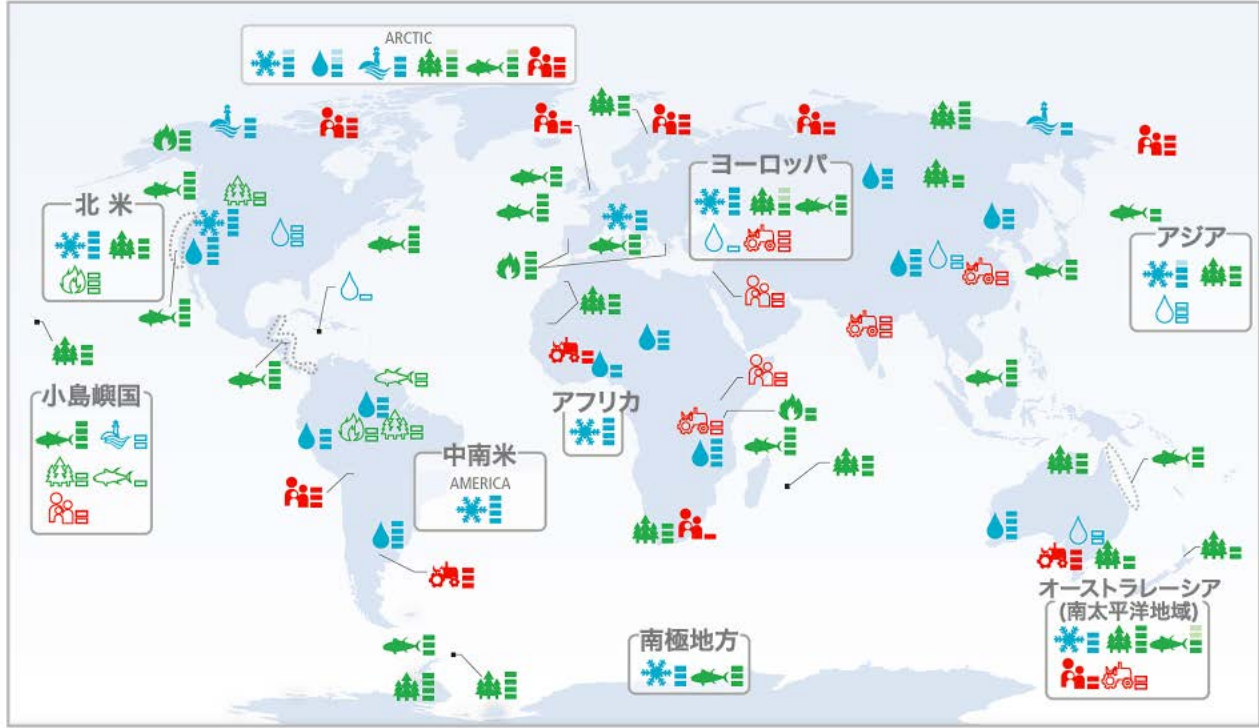 ARCTIC
ヨーロッパ
北米
アジア
小島嶼国
アフリカ
中南米
AMERICA
オーストラレーシア
(南太平洋地域)
南極地方